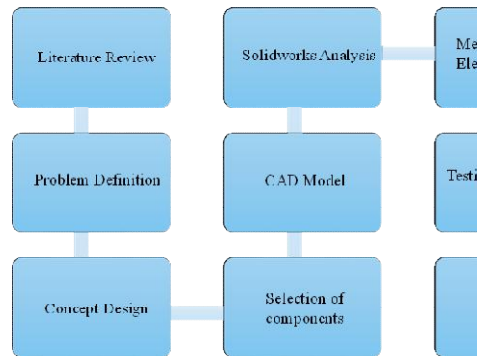 Literature Review
Problem Definition
Concept Design
Selection of
components
CAD Model
Solidworks Analysis